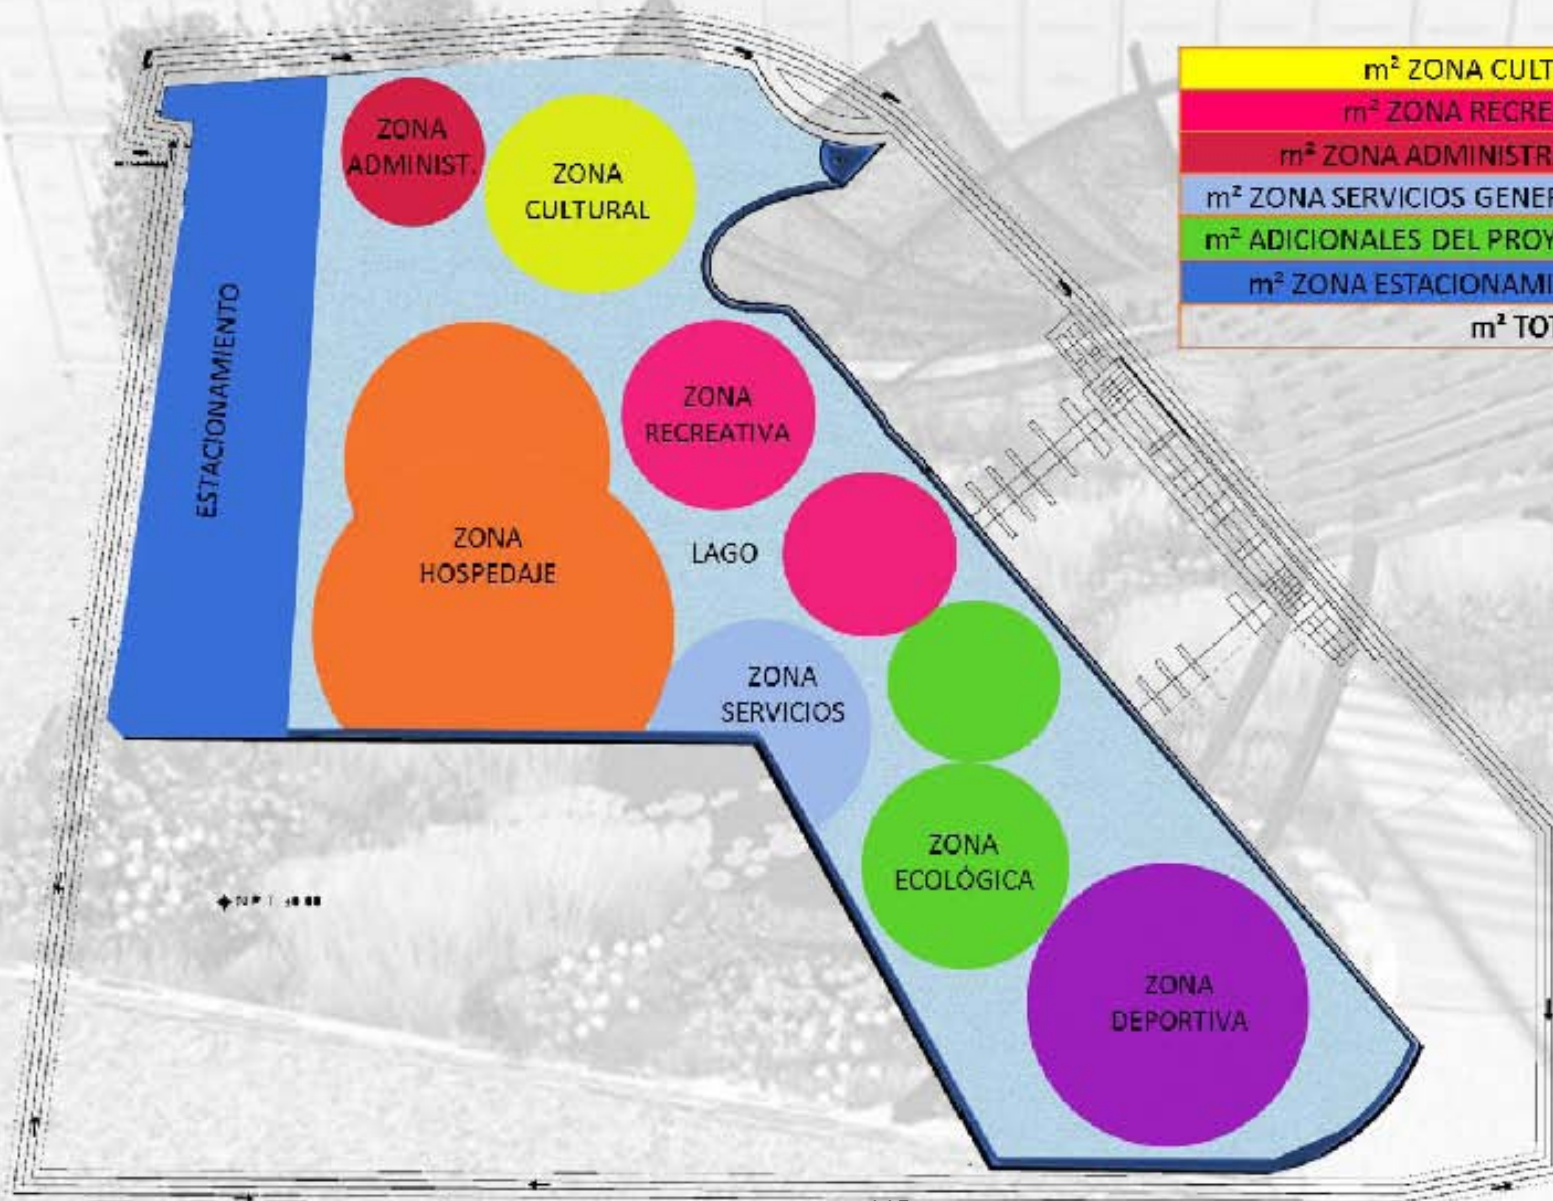 m² ZONA CULT
m² ZONA RECRE
m² ZONA ADMINISTR
m² ZONA SERVICIOS GENER
m² ADICIONALES DEL PROY
m² ZONA ESTACIONAMI
m² TOT
ZONA
ADMINIST.
ZONA
CULTURAL
ESTACIONAMIENTO
ZONA
RECREATIVA
ZONA
HOSPEDAJE
LAGO
ZONA
SERVICIOS
ZONA
ECOLÓGICA
ZONA
DEPORTIVA